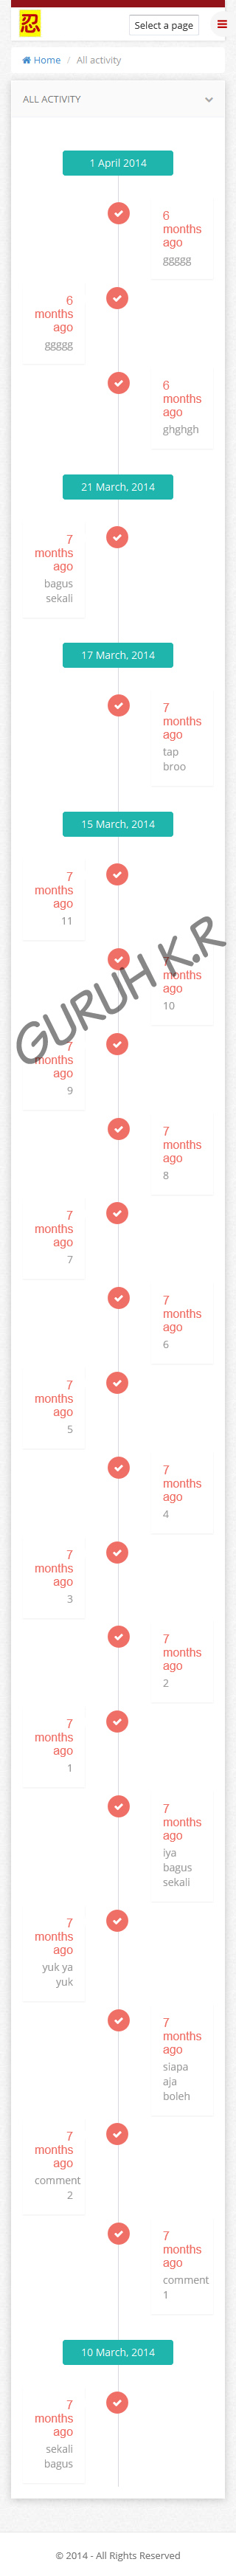 忍
Select a page
Home / All activity
ALL ACTIVITY
1 April 2014
6
months
ago
ggggg
6
months
ago
ggggg
6
months
ago
ghghgh
21 March, 2014
7
months
ago
bagus
sekali
17 March, 2014
7
months
ago
tap
broo
15 March, 2014
7
months
ago
11
7
months
ago
10
GURUH K.R
7
months
ago
9
7
months
ago
8
7
months
ago
7
7
months
ago
6
7
months
ago
5
7
months
ago
4
7
months
ago
3
7
months
ago
2
7
months
ago
1
7
months
ago
iya
bagus
sekali
7
months
ago
yuk ya
yuk
7
months
ago
siapa
aja
boleh
7
months
ago
comment
2
7
months
ago
comment
1
10 March, 2014
7
months
ago
sekali
bagus
© 2014 - All Rights Reserved